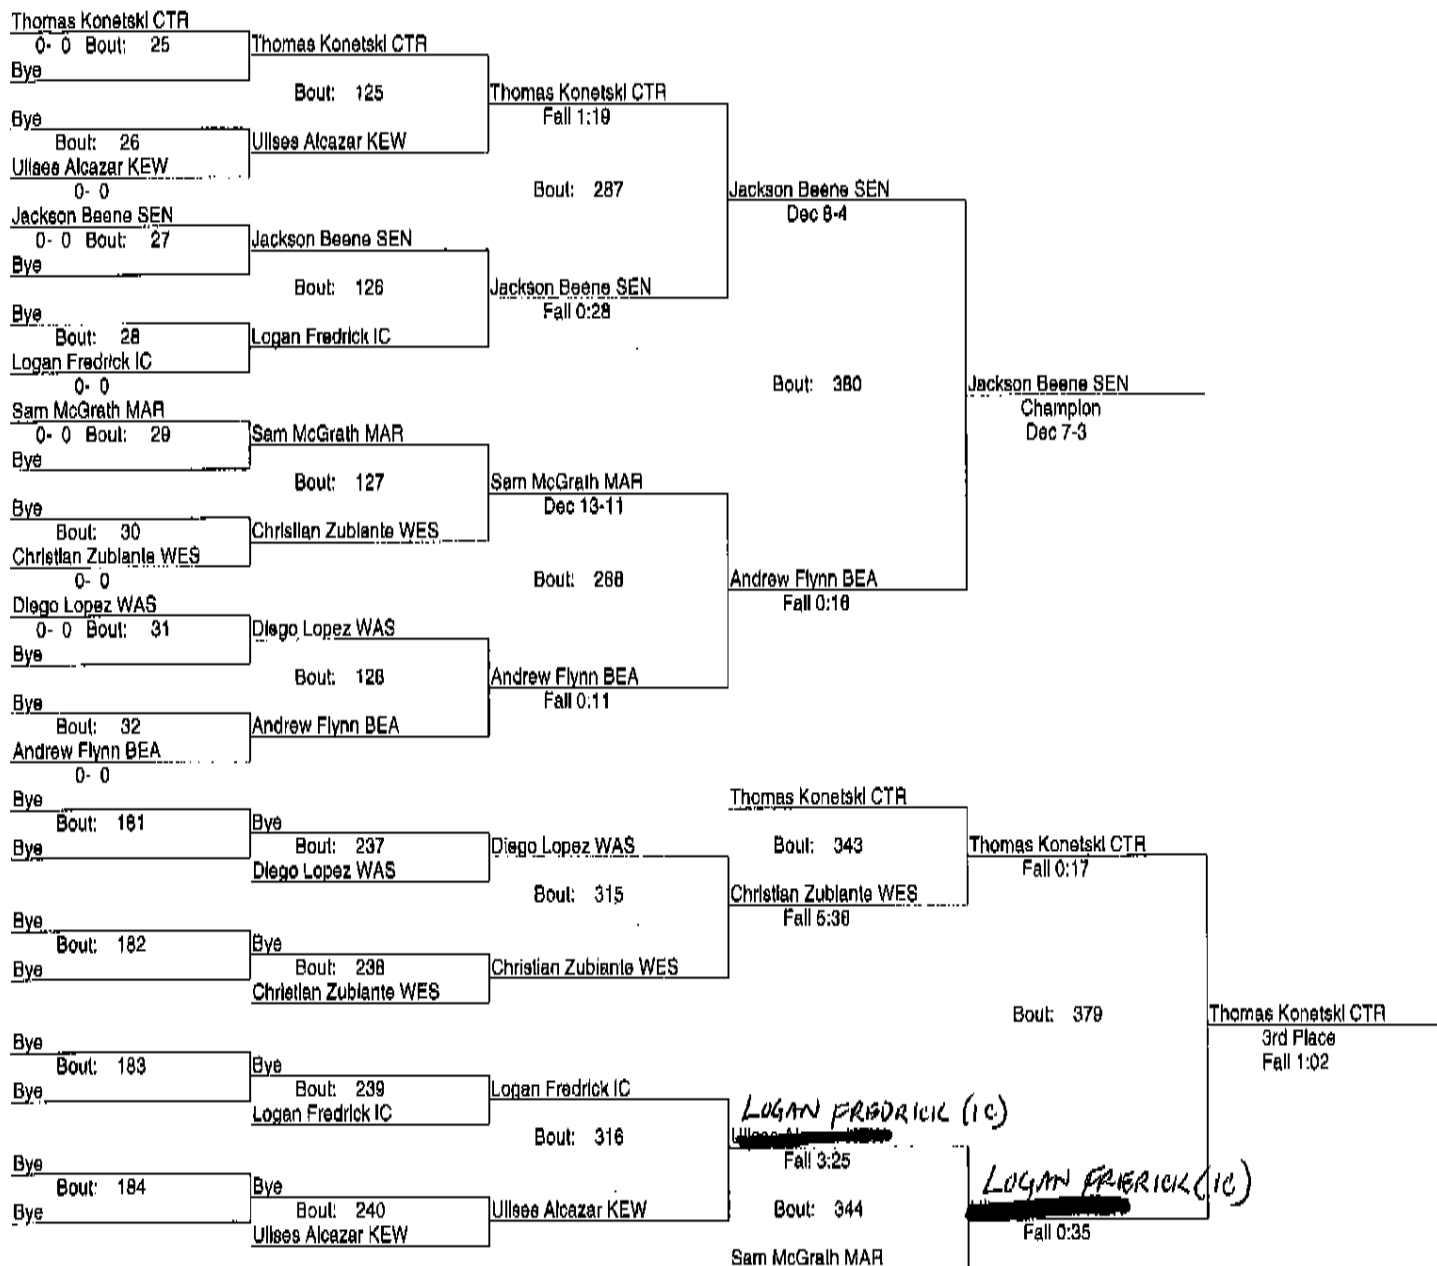 Thomas Konetski CTR
0- 0 Bout: 25
Bye
Bye
Bout: 26
Ulises Alcazar KEW
0- 0
Jackson Beene SEN
0- 0 Bout: 27
Bye
Bye
Bout: 28
Logan Fredrick IC
0- 0
Sam McGrath MAR
0- 0 Bout: 29
Bye
Bye
Bout: 30
Christian Zubiante WES
0- 0
Diego Lopez WAS
0- 0 Bout: 31
Bye
Bye
Bout: 32
Andrew Flynn BEA
0- 0
Thomas Konetski CTR
Bout: 125
Ulises Alcazar KEW
Jackson Beene SEN
Bout: 126
Logan Fredrick IC
Sam McGrath MAR
Bout: 127
Christian Zubiante WES
Diego Lopez WAS
Bout: 128
Andrew Flynn BEA
Thomas Konetski CTR
Fall 1:19
Bout: 287
Jackson Beene SEN
Fall 0:28
Sam McGrath MAR
Dec 13-11
Bout: 288
Andrew Flynn BEA
Fall 0:11
Jackson Beene SEN
Dec 8-4
Bout: 380
Andrew Flynn BEA
Fall 0:16
Jackson Beene SEN
Champion
Dec 7-3
Bye
Bout: 181
Bye
Bye
Bout: 182
Bye
Bye
Bout: 183
Bye
Bye
Bout: 184
Bye
Bye
Bout: 237
Diego Lopez WAS
Bye
Bout: 238
Christian Zubiante WES
Bye
Bout: 239
Logan Fredrick IC
Bye
Bout: 240
Ulises Alcazar KEW
Diego Lopez WAS
Bout: 315
Christian Zubiante WES
Logan Fredrick IC
Bout: 316
Ulises Alcazar KEW
Thomas Konetski CTR
Bout: 343
Christian Zubiante WES
Fall 5:36
LOGAN FREDRICK (IC)
Fall 3:25
Bout: 344
Sam McGrath MAR
Thomas Konetski CTR
Fall 0:17
Bout: 379
LOGAN FRERICK (IC)
Fall 0:35
Thomas Konetski CTR
3rd Place
Fall 1:02